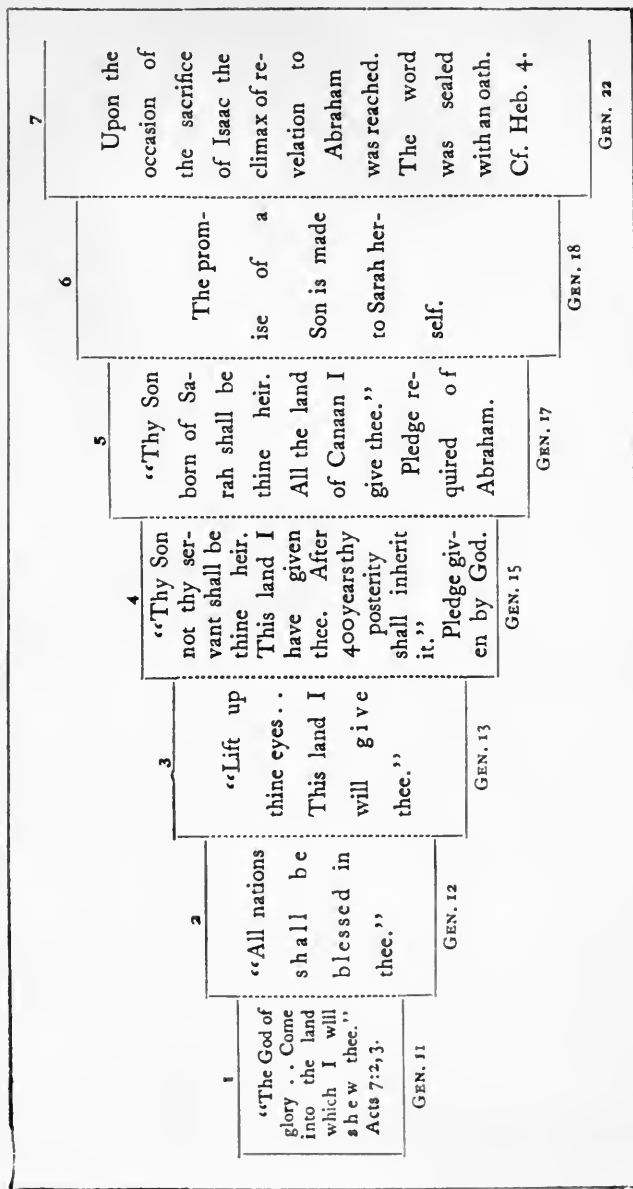 1
"The God of
glory . . Come
into the land
which I will
shew thee."
Acts 7:2, 3.
GEN. 11
2
"All nations
shall be
blessed in
thee."
GEN. 12
3
"Lift up
thine eyes. .
This land I
will give
thee."
GEN. 13
4
"Thy Son
not thy ser-
vant shall be
thine heir.
This land I
have given
thee. After
400 years thy
posterity
shall inherit
it."
Pledge giv-
en by God.
GEN. 15
5
"Thy Son
born of Sa-
rah shall be
thine heir.
All the land
of Canaan I
give thee."
Pledge re-
quired of
Abraham.
GEN. 17
6
The prom-
ise of a
Son is made
to Sarah her-
self.
GEN. 18
7
Upon the
occasion of
the sacrifice
of Isaac the
climax of re-
velation to
Abraham
was reached.
The word
was sealed
with an oath.
Cf. Heb. 4.
GEN. 22